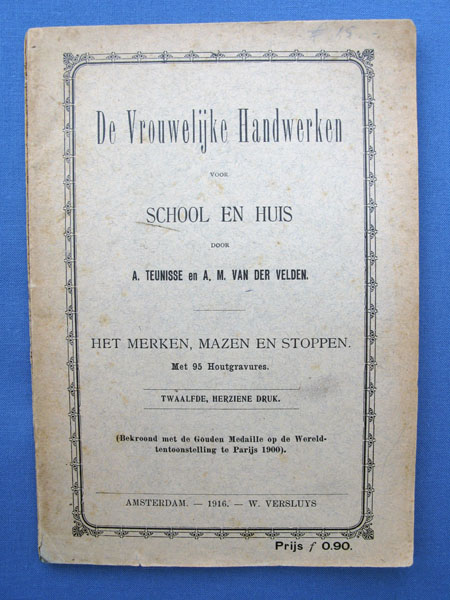 De Vrouwelijke Handwerken
VOOR
SCHOOL EN HUIS
DOOR
A. TEUNISSE en A. M. VAN DER VELDEN.
HET MERKEN, MAZEN EN STOPPEN.
Met 95 Houtgravures.
TWAALFDE, HERZIENE DRUK.
(Bekroond met de Gouden Medaille op de Wereld-
tentoonstelling te Parijs 1900).
AMSTERDAM. — 1916. — W. VERSLUYS
Prijs f 0.90.